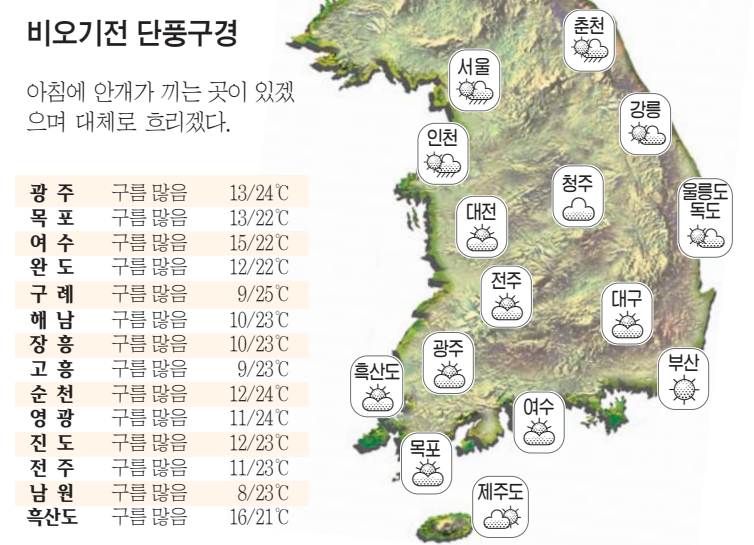 비오기전 단풍구경
아침에 안개가 끼는 곳이 있겠
으며 대체로 흐리겠다.
광 주 구름 많음 13/24℃
목 포 구름 많음 13/22℃
여 수 구름 많음 15/22℃
완 도 구름 많음 12/22℃
구 례 구름 많음 9/25℃
해 남 구름 많음 10/23℃
장 흥 구름 많음 10/23℃
고 흥 구름 많음 9/23℃
순 천 구름 많음 12/24℃
영 광 구름 많음 11/24℃
진 도 구름 많음 12/23℃
전 주 구름 많음 11/23℃
남 원 구름 많음 8/23℃
흑산도 구름 많음 16/21℃
춘천
서울
강릉
인천
청주
울릉도
독도
대전
전주
대구
광주
부산
흑산도
여수
목포
제주도